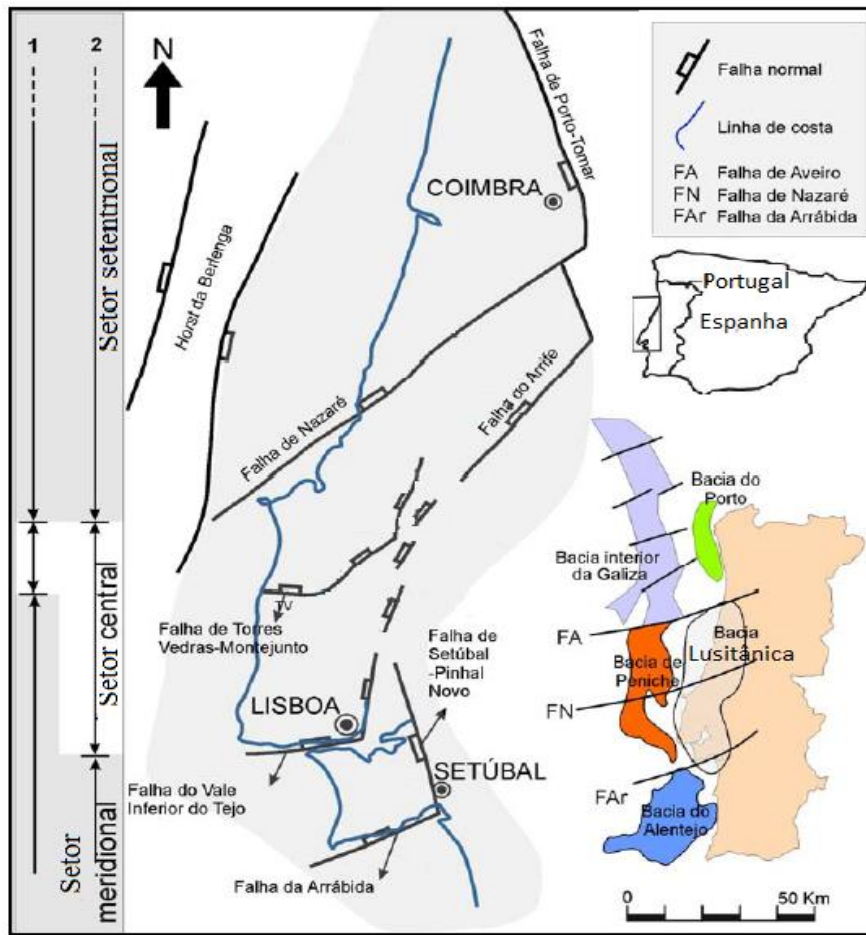 1
2
N
Setor setentrional
Setor central
Setor
meridional
Horst da Berlenga
Falha de Porto-Tomar
COIMBRA
Falha de Nazaré
Falha do Arrife
TV
Falha de Torres
Vedras-Montejunto
Falha de
Setúbal
-Pinhal
Novo
LISBOA
SETÚBAL
Falha do Vale
Inferior do Tejo
Falha da Arrábida
Falha normal
Linha de costa
FA Falha de Aveiro
FN Falha de Nazaré
FAr Falha da Arrábida
Portugal
Espanha
Bacia do
Porto
Bacia interior
da Galiza
FA
Bacia
Lusitânica
Bacia de
Peniche
FN
FAr
Bacia do
Alentejo
0 50 Km